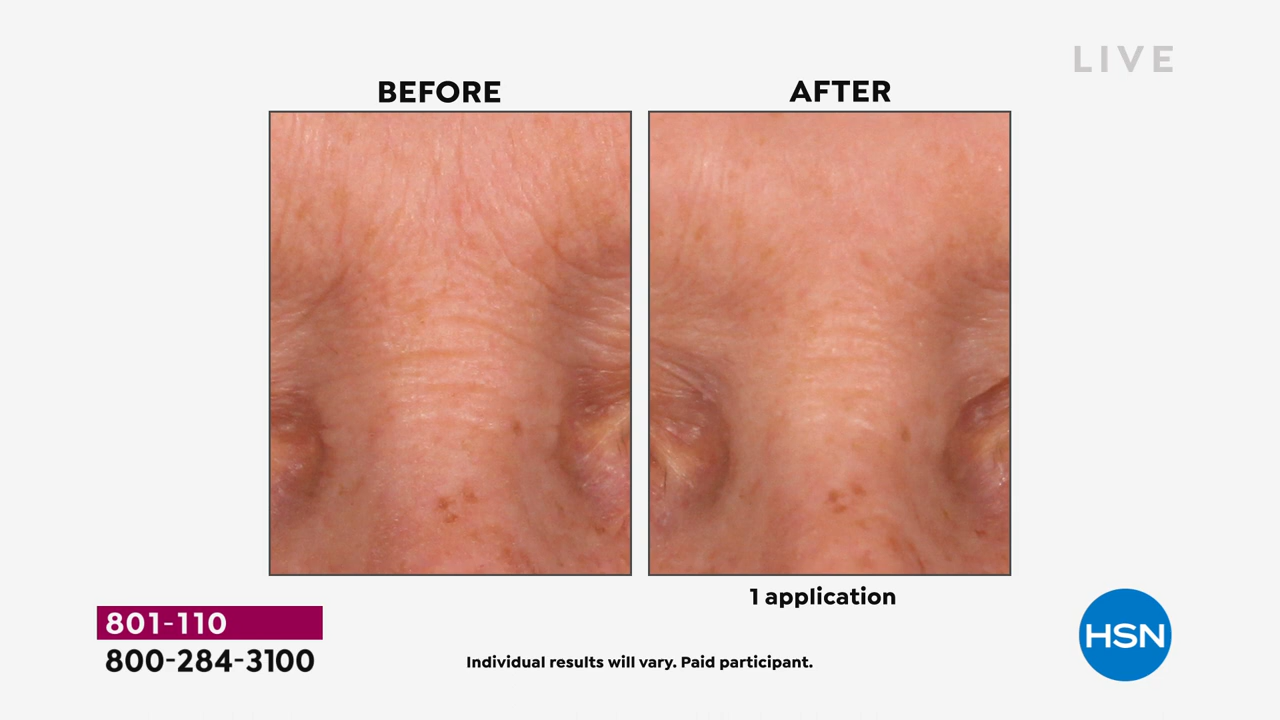 LIVE
BEFORE
AFTER
1 application
801-110
800-284-3100
Individual results will vary. Paid participant.
HSN